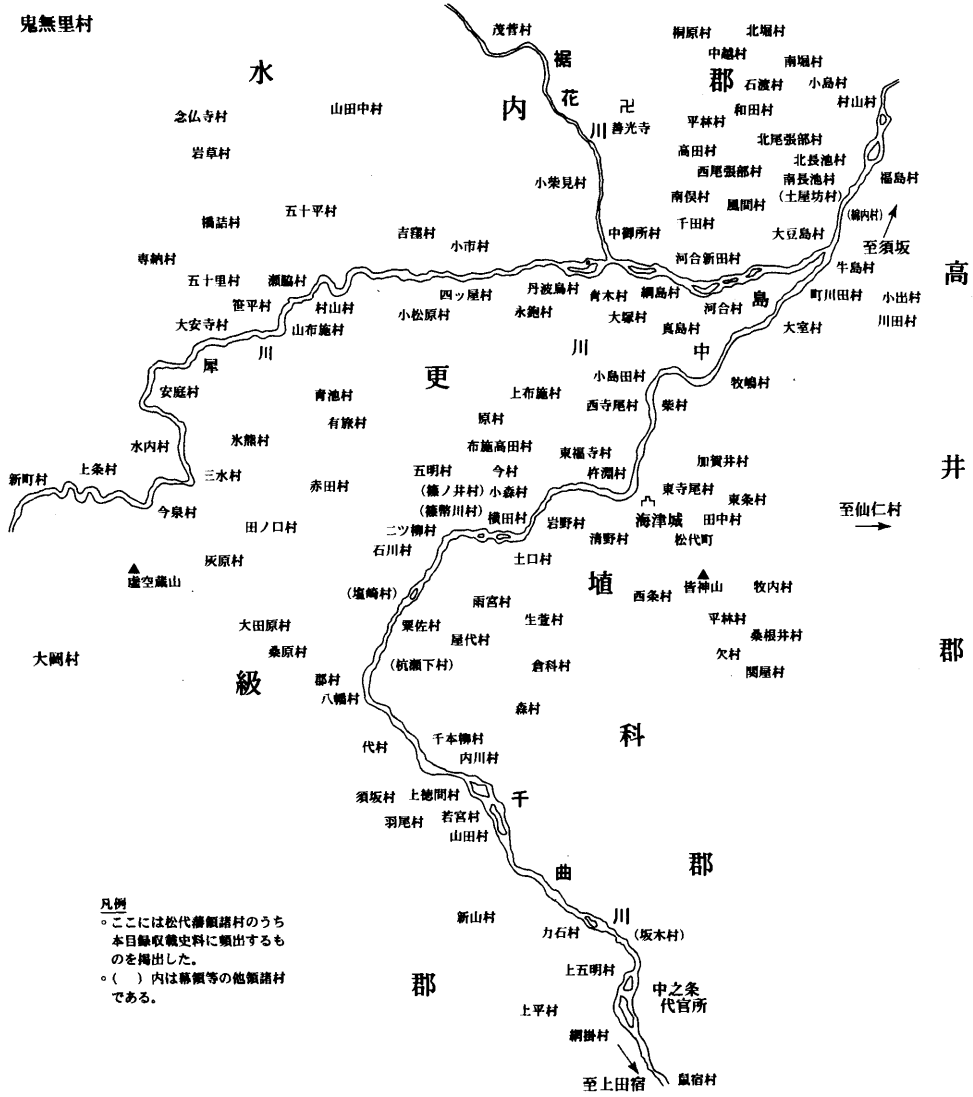 鬼無里村
茂菅村
桐原村
北堀村
中越村
南堀村
水
裾
郡
石渡村
小島村
内
花
卍
和田村
村山村
念仏寺村
山田中村
川
善光寺
平林村
岩草村
高田村
北尾張部村
北長池村
西尾張部村
小柴見村
南長池村
福島村
南俣村
風間村
(土屋坊村)
橋詰村
五十平村
千田村
(綿内村)
吉窪村
小市村
中御所村
大豆島村
至須坂
専納村
河合新田村
牛島村
高
五十里村
瀬脇村
四ッ屋村
丹波島村
青木村
綱島村
島
町川田村
小出村
笹平村
村山村
小松原村
永鉋村
大塚村
河合村
川田村
大安寺村
山布施村
真島村
大室村
犀
川
川
中
更
小島田村
牧嶋村
安庭村
青池村
上布施村
西寺尾村
柴村
有旅村
原村
水内村
氷熊村
布施高田村
東福寺村
加賀井村
井
新町村
上条村
三水村
赤田村
五明村
今村
杵淵村
(篠ノ井村)
小森村
東寺尾村
東条村
今泉村
(篠幣川村)
横田村
岩野村
海津城
田中村
至仙仁村
田ノ口村
二ツ柳村
清野村
松代町
石川村
土口村
灰原村
虚空蔵山
(塩崎村)
埴
西条村
皆神山
牧内村
雨宮村
大田原村
粟佐村
生萱村
平林村
桑根井村
屋代村
大岡村
桑原村
(杭瀬下村)
倉科村
欠村
郡
関屋村
級
郡村
八幡村
森村
科
代村
千本柳村
内川村
須坂村
上徳間村
千
羽尾村
若宮村
山田村
曲
郡
凡例
新山村
川
◦ここには松代藩領諸村のうち
本目録収載史料に頻出するも
のを掲出した。
力石村
(坂木村)
◦(　)内は幕領等の他領諸村
である。
郡
上五明村
中之条
代官所
上平村
網掛村
至上田宿
鼠宿村